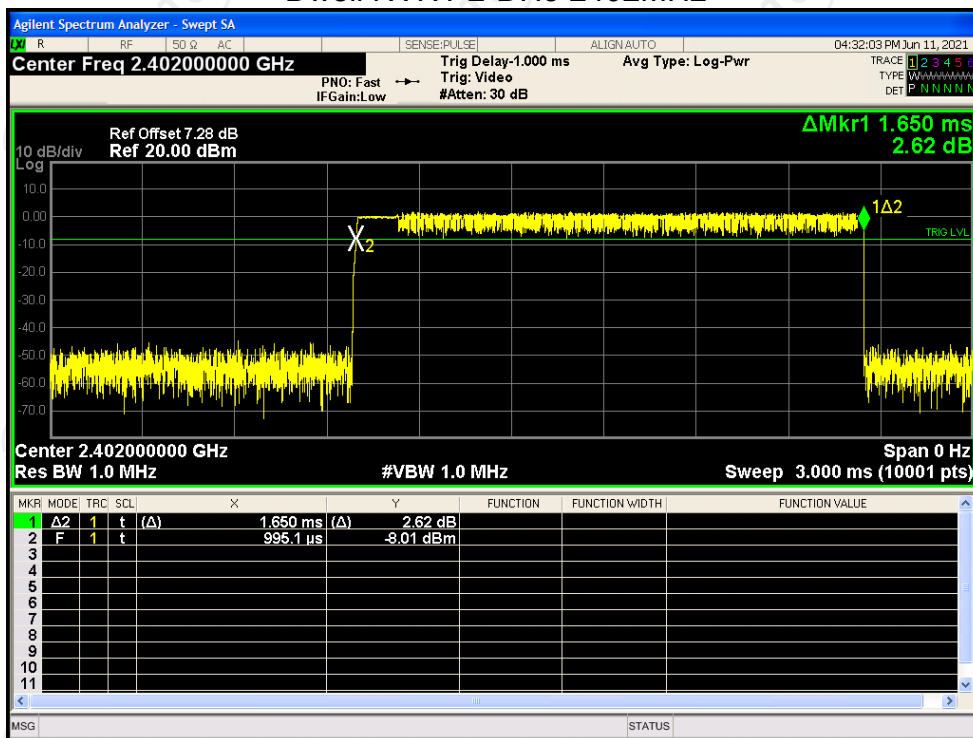 Agilent Spectrum Analyzer - Swept SA
LXI R RF 50 Ω AC SENSE:PULSE ALIGN AUTO 04:32:03 PM Jun 11, 2021
Center Freq 2.402000000 GHz
PNO: Fast
IFGain:Low
Trig Delay-1.000 ms
Trig: Video
#Atten: 30 dB
Avg Type: Log-Pwr
TRACE 1 2 3 4 5 6
TYPE WWWWWW
DET P N N N N N
Ref Offset 7.28 dB
10 dB/div Ref 20.00 dBm
Log
ΔMkr1 1.650 ms
2.62 dB
10.0
0.00
-10.0
-20.0
-30.0
-40.0
-50.0
-60.0
-70.0
1Δ2
2
TRIG LVL
Center 2.402000000 GHz Span 0 Hz
Res BW 1.0 MHz #VBW 1.0 MHz Sweep 3.000 ms (10001 pts)
MKR MODE TRC SCL X Y FUNCTION FUNCTION WIDTH FUNCTION VALUE
1 Δ2 1 t (Δ) 1.650 ms (Δ) 2.62 dB
2 F 1 t 995.1 µs -8.01 dBm
3
4
5
6
7
8
9
10
11
MSG STATUS